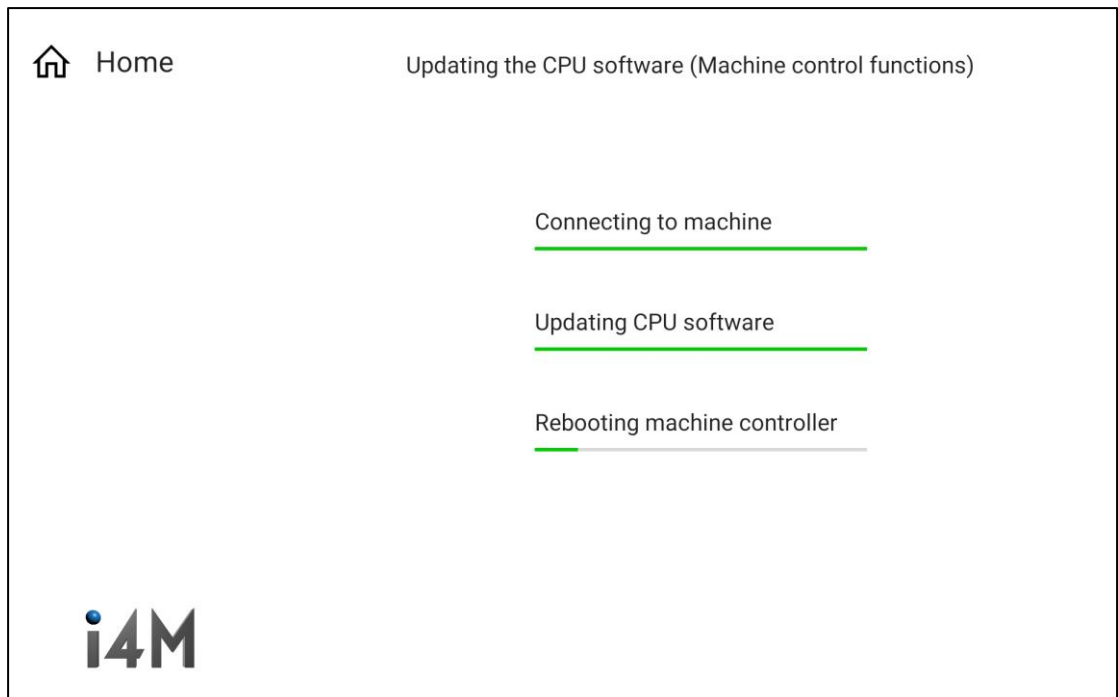 Home
Updating the CPU software (Machine control functions)
Connecting to machine
Updating CPU software
Rebooting machine controller
i4M